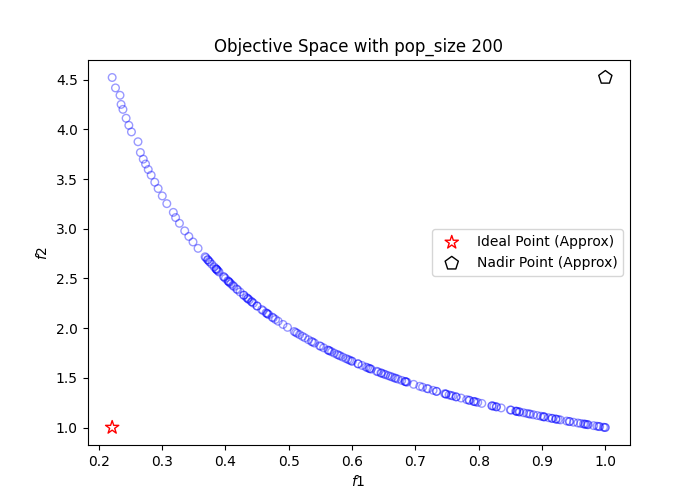 Objective Space with pop_size 200
4.5
4.0
3.5
3.0
2.5
2.0
1.5
1.0
f2
Ideal Point (Approx)
Nadir Point (Approx)
0.2 0.3 0.4 0.5 0.6 0.7 0.8 0.9 1.0
f1